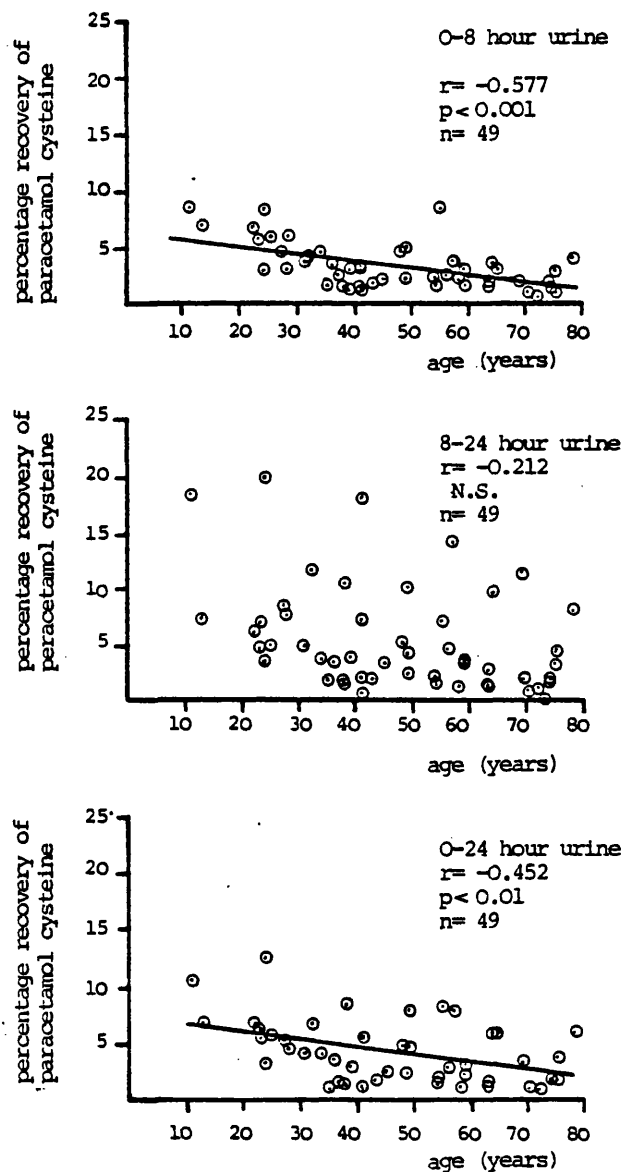 percentage recovery of
paracetamol cysteine
25
20
15
10
5
O-8 hour urine
r= -0.577
p< 0.001
n= 49
10 20 30 40 50 60 70 80
age (years)
percentage recovery of
peracetamol cysteine
25
20
15
10
5
8-24 hour urine
r= -0.212
N.S.
n= 49
10 20 30 40 50 60 70 80
age (years)
percentage recovery of
paracetamol cysteine
25
20
15
10
5
O-24 hour urine
r= -0.452
p< 0.01
n= 49
10 20 30 40 50 60 70 80
age (years)